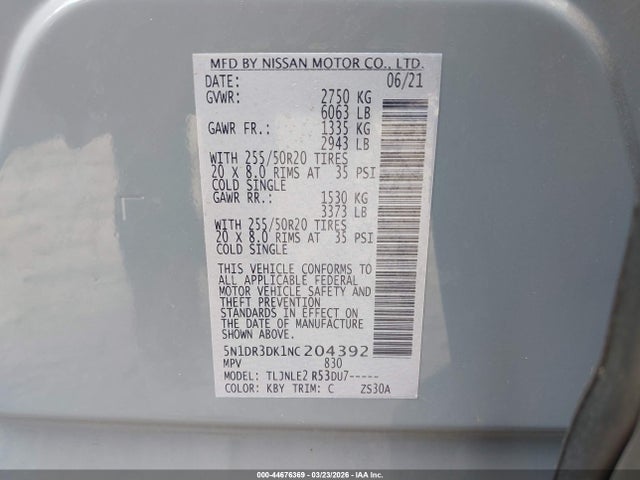 MFD BY NISSAN MOTOR CO., LTD.
DATE: 06/21
GVWR: 2750 KG
6063 LB
GAWR FR.: 1335 KG
2943 LB
WITH 255/50R20 TIRES
20 X 8.0 RIMS AT 35 PSI
COLD SINGLE
GAWR RR.: 1530 KG
3373 LB
WITH 255/50R20 TIRES
20 X 8.0 RIMS AT 35 PSI
COLD SINGLE
THIS VEHICLE CONFORMS TO
ALL APPLICABLE FEDERAL
MOTOR VEHICLE SAFETY AND
THEFT PREVENTION
STANDARDS IN EFFECT ON
THE DATE OF MANUFACTURE
SHOWN ABOVE.
5N1DR3DK1NC204392
MPV 830
MODEL: TLJNLE2 R53DU7-----
COLOR: KBY TRIM: C ZS30A
000-44676369 - 03/23/2026 - IAA Inc.